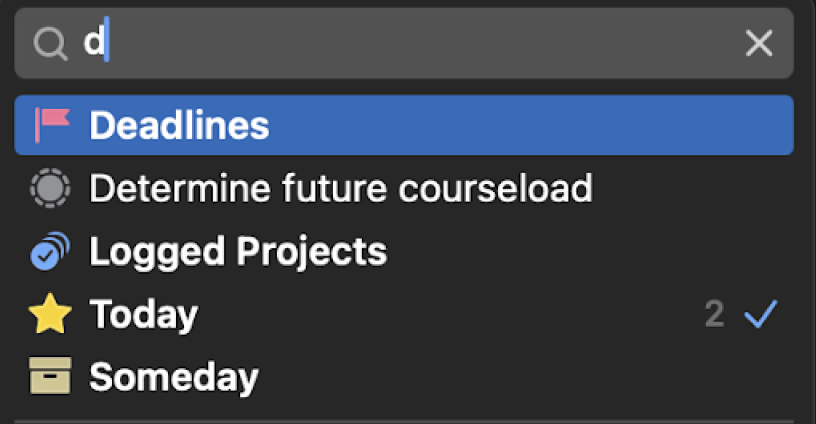 d
Deadlines
Determine future courseload
Logged Projects
Today 2
Someday